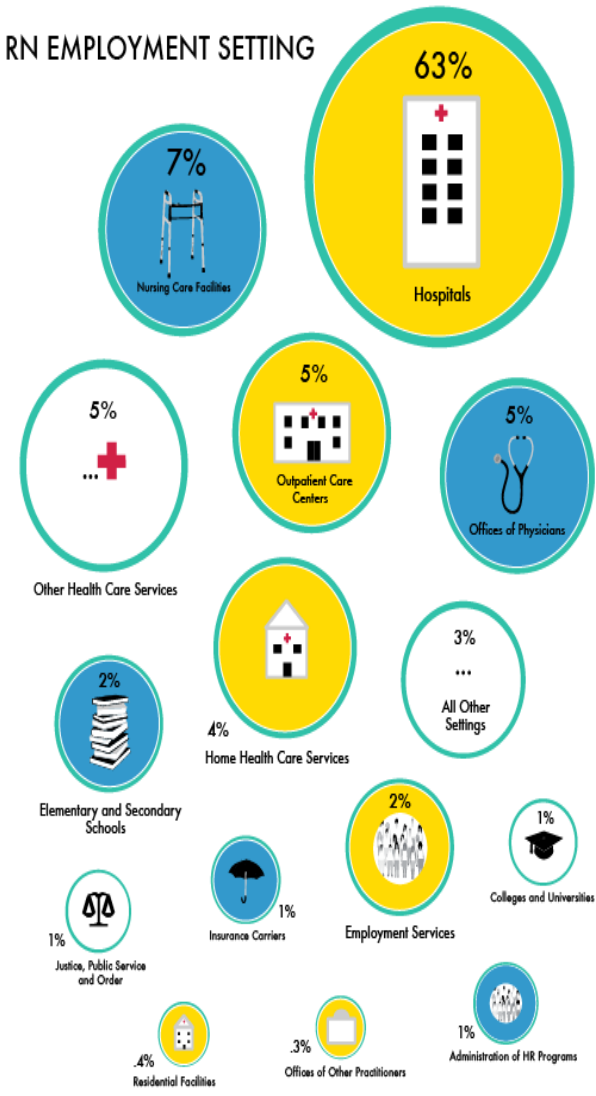 RN EMPLOYMENT SETTING
63%
Hospitals
7%
Nursing Care Facilities
5%
Other Health Care Services
5%
Outpatient Care
Centers
5%
Offices of Physicians
4%
Home Health Care Services
3%
All Other
Settings
2%
Elementary and Secondary
Schools
2%
Employment Services
1%
Colleges and Universities
1%
Insurance Carriers
1%
Justice, Public Service
and Order
.4%
Residential Facilities
.3%
Offices of Other Practitioners
1%
Administration of HR Programs